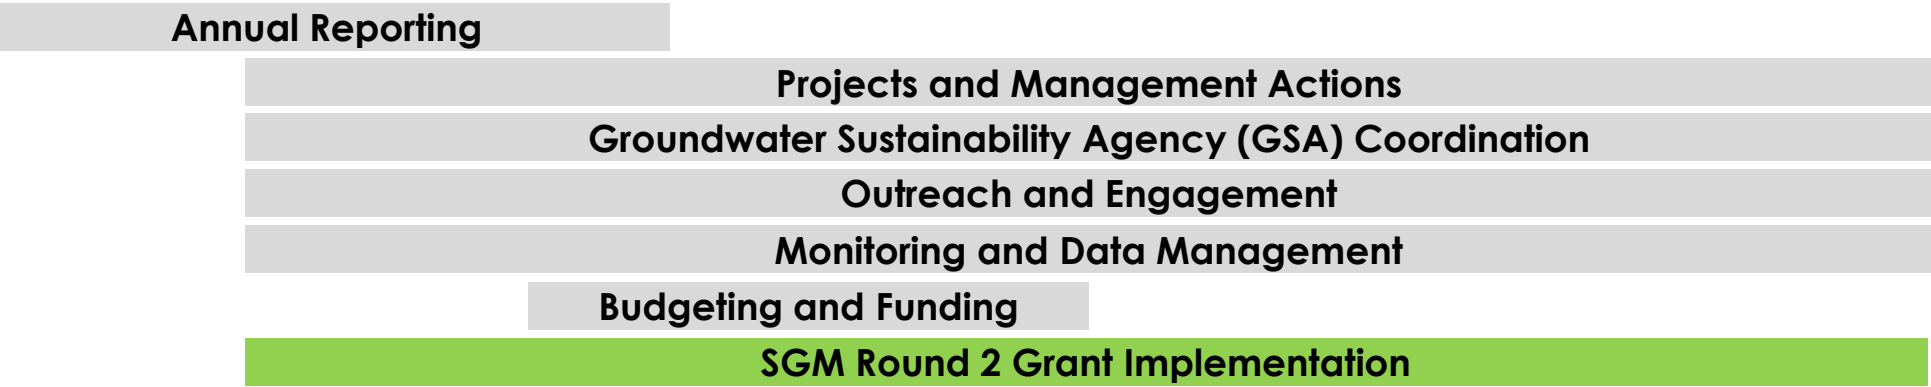 Annual Reporting
Projects and Management Actions
Groundwater Sustainability Agency (GSA) Coordination
Outreach and Engagement
Monitoring and Data Management
Budgeting and Funding
SGM Round 2 Grant Implementation